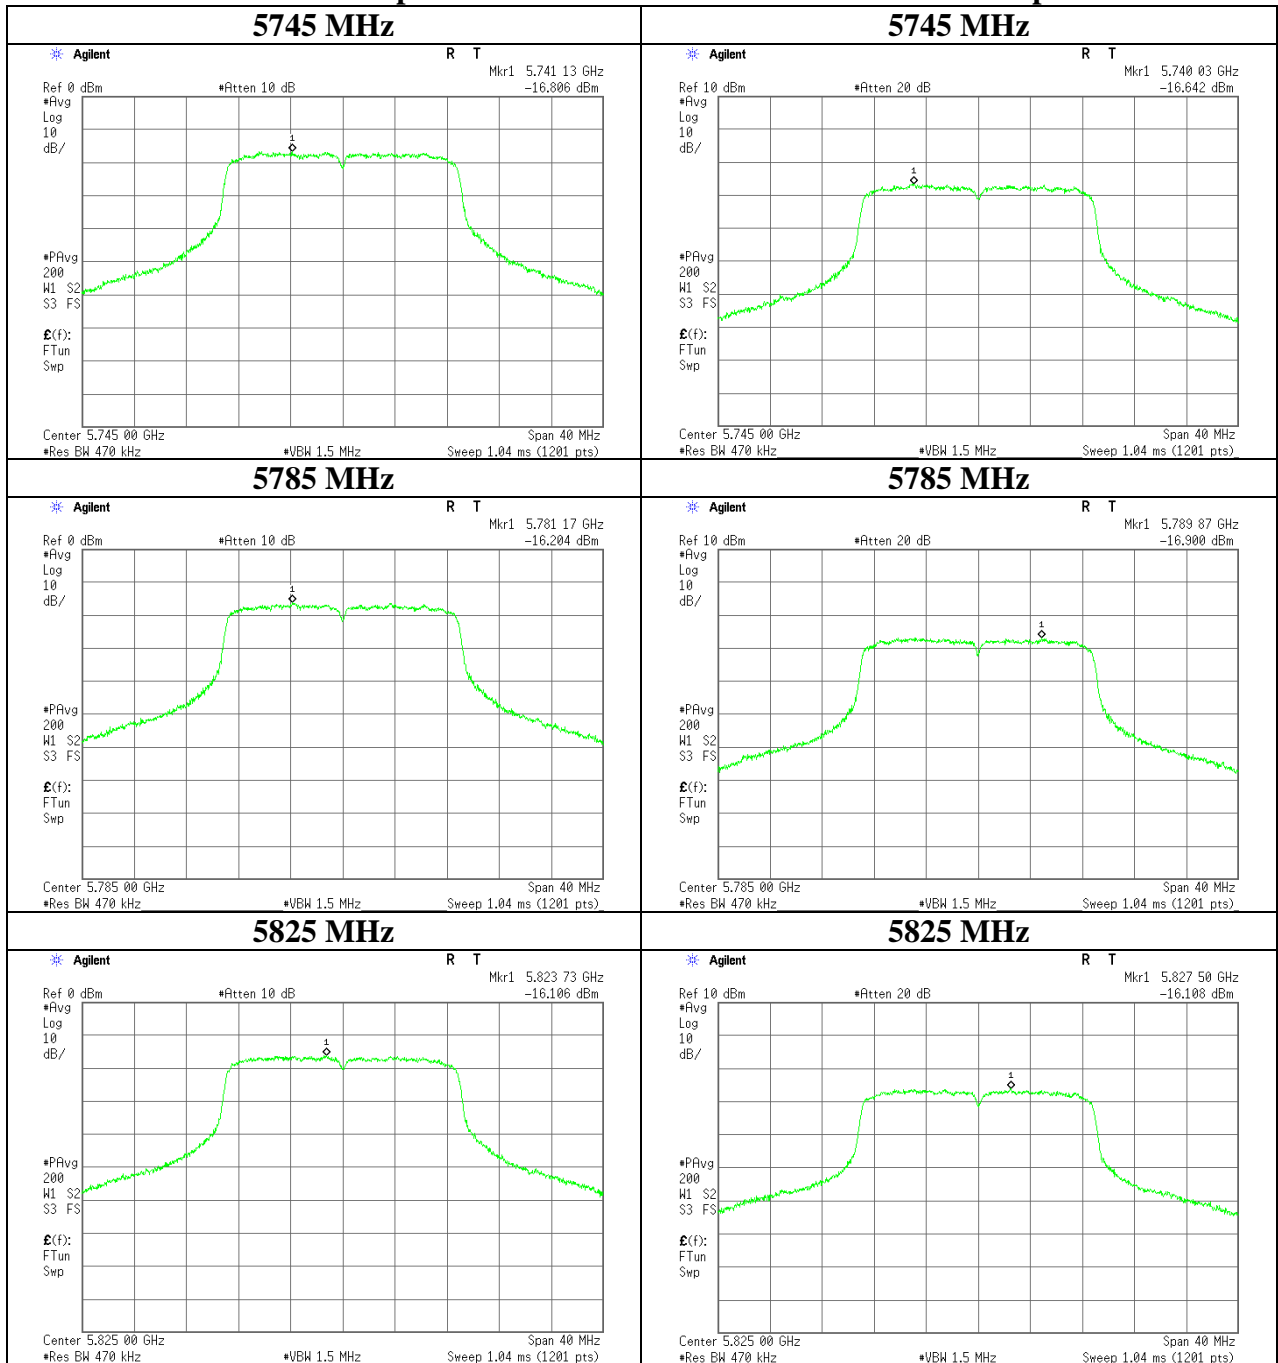 5745 MHz
Agilent R T
Mkr1 5.741 13 GHz
Ref 0 dBm #Atten 10 dB -16.806 dBm
#Avg
Log
10
dB/
1
#PAvg
200
W1 S2
S3 FS
£(f):
FTun
Swp
Center 5.745 00 GHz Span 40 MHz
#Res BW 470 kHz #VBW 1.5 MHz Sweep 1.04 ms (1201 pts)
5745 MHz
Agilent R T
Mkr1 5.740 03 GHz
Ref 10 dBm #Atten 20 dB -16.642 dBm
#Avg
Log
10
dB/
1
#PAvg
200
W1 S2
S3 FS
£(f):
FTun
Swp
Center 5.745 00 GHz Span 40 MHz
#Res BW 470 kHz #VBW 1.5 MHz Sweep 1.04 ms (1201 pts)
5785 MHz
Agilent R T
Mkr1 5.781 17 GHz
Ref 0 dBm #Atten 10 dB -16.204 dBm
#Avg
Log
10
dB/
1
#PAvg
200
W1 S2
S3 FS
£(f):
FTun
Swp
Center 5.785 00 GHz Span 40 MHz
#Res BW 470 kHz #VBW 1.5 MHz Sweep 1.04 ms (1201 pts)
5785 MHz
Agilent R T
Mkr1 5.789 87 GHz
Ref 10 dBm #Atten 20 dB -16.900 dBm
#Avg
Log
10
dB/
1
#PAvg
200
W1 S2
S3 FS
£(f):
FTun
Swp
Center 5.785 00 GHz Span 40 MHz
#Res BW 470 kHz #VBW 1.5 MHz Sweep 1.04 ms (1201 pts)
5825 MHz
Agilent R T
Mkr1 5.823 73 GHz
Ref 0 dBm #Atten 10 dB -16.106 dBm
#Avg
Log
10
dB/
1
#PAvg
200
W1 S2
S3 FS
£(f):
FTun
Swp
Center 5.825 00 GHz Span 40 MHz
#Res BW 470 kHz #VBW 1.5 MHz Sweep 1.04 ms (1201 pts)
5825 MHz
Agilent R T
Mkr1 5.827 50 GHz
Ref 10 dBm #Atten 20 dB -16.108 dBm
#Avg
Log
10
dB/
1
#PAvg
200
W1 S2
S3 FS
£(f):
FTun
Swp
Center 5.825 00 GHz Span 40 MHz
#Res BW 470 kHz #VBW 1.5 MHz Sweep 1.04 ms (1201 pts)